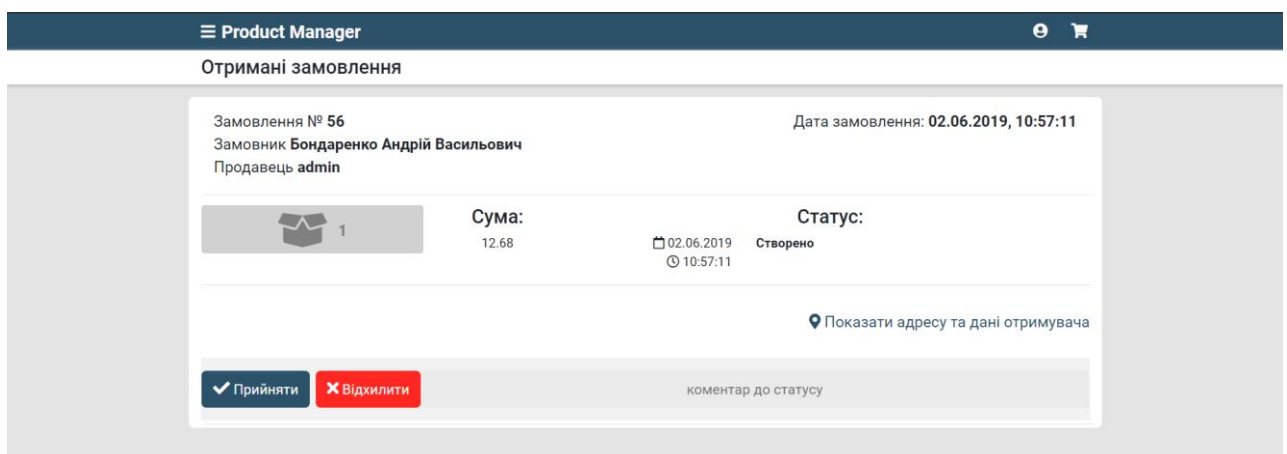 Product Manager
Отримані замовлення
Замовлення № 56
Дата замовлення: 02.06.2019, 10:57:11
Замовник Бондаренко Андрій Васильович
Продавець admin
1
Сума:
Статус:
12.68
02.06.2019
Створено
10:57:11
Показати адресу та дані отримувача
Прийняти
Відхилити
коментар до статусу